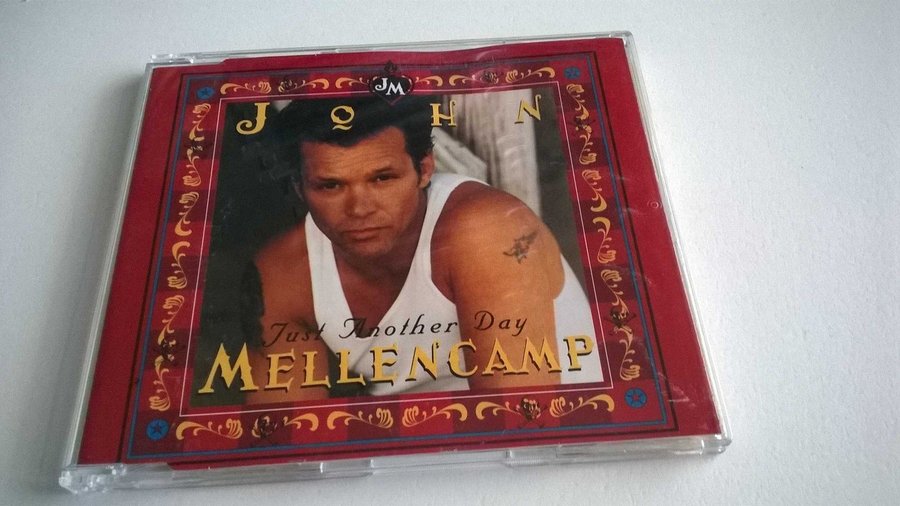 JM
JOHN
Just Another Day
MELLENCAMP